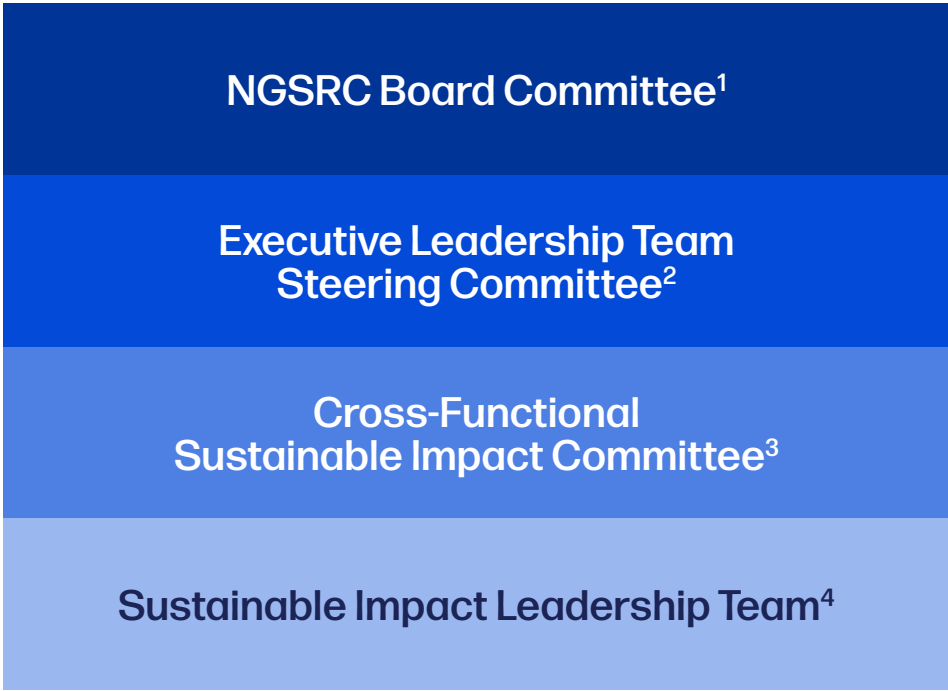 NGSRC Board Committee¹
Executive Leadership Team
Steering Committee²
Cross-Functional
Sustainable Impact Committee³
Sustainable Impact Leadership Team⁴